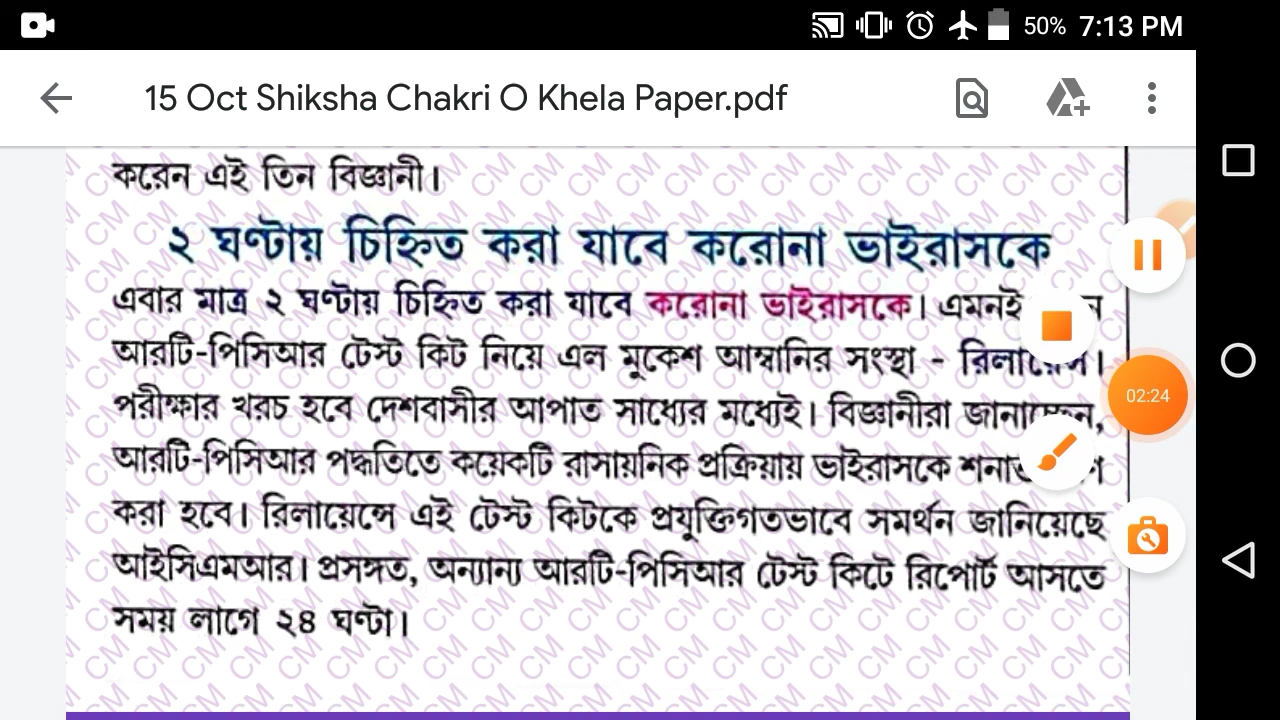 50% 7:13 PM
15 Oct Shiksha Chakri O Khela Paper.pdf
করেন এই তিন বিজ্ঞানী।
২ ঘণ্টায় চিহ্নিত করা যাবে করোনা ভাইরাসকে
এবার মাত্র ২ ঘণ্টায় চিহ্নিত করা যাবে করোনা ভাইরাসকে। এমনই
আরটি-পিসিআর টেস্ট কিট নিয়ে এল মুকেশ আম্বানির সংস্থা - রিলায়েন্স।
পরীক্ষার খরচ হবে দেশবাসীর আপাত সাধ্যের মধ্যেই। বিজ্ঞানীরা জানাচ্ছেন,
02:24
আরটি-পিসিআর পদ্ধতিতে কয়েকটি রাসায়নিক প্রক্রিয়ায় ভাইরাসকে
করা হবে। রিলায়েন্সে এই টেস্ট কিটকে প্রযুক্তিগতভাবে সমর্থন জানিয়েছে
আইসিএমআর। প্রসঙ্গত, অন্যান্য আরটি-পিসিআর টেস্ট কিটে রিপোর্ট আসতে
সময় লাগে ২৪ ঘণ্টা।